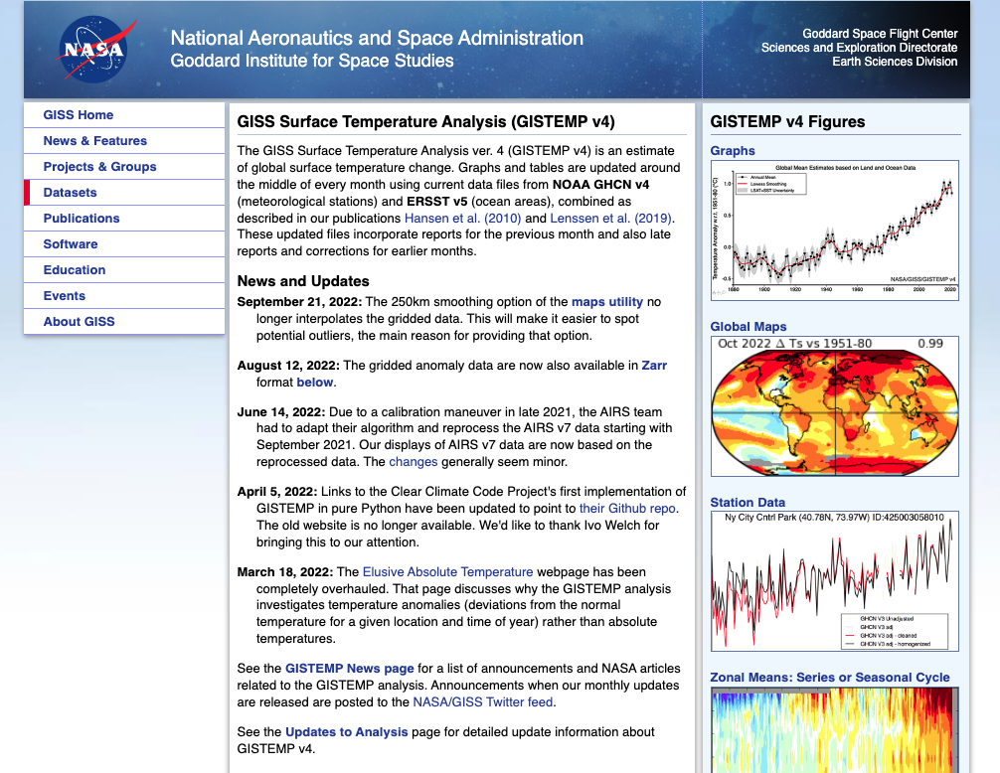 NASA
National Aeronautics and Space Administration
Goddard Institute for Space Studies
Goddard Space Flight Center
Sciences and Exploration Directorate
Earth Sciences Division
GISS Home
News & Features
Projects & Groups
Datasets
Publications
Software
Education
Events
About GISS
GISS Surface Temperature Analysis (GISTEMP v4)
The GISS Surface Temperature Analysis ver. 4 (GISTEMP v4) is an estimate
of global surface temperature change. Graphs and tables are updated around
the middle of every month using current data files from NOAA GHCN v4
(meteorological stations) and ERSST v5 (ocean areas), combined as
described in our publications Hansen et al. (2010) and Lenssen et al. (2019).
These updated files incorporate reports for the previous month and also late
reports and corrections for earlier months.
News and Updates
September 21, 2022: The 250km smoothing option of the maps utility no
longer interpolates the gridded data. This will make it easier to spot
potential outliers, the main reason for providing that option.
August 12, 2022: The gridded anomaly data are now also available in Zarr
format below.
June 14, 2022: Due to a calibration maneuver in late 2021, the AIRS team
had to adapt their algorithm and reprocess the AIRS v7 data starting with
September 2021. Our displays of AIRS v7 data are now based on the
reprocessed data. The changes generally seem minor.
April 5, 2022: Links to the Clear Climate Code Project's first implementation of
GISTEMP in pure Python have been updated to point to their Github repo.
The old website is no longer available. We'd like to thank Ivo Welch for
bringing this to our attention.
March 18, 2022: The Elusive Absolute Temperature webpage has been
completely overhauled. That page discusses why the GISTEMP analysis
investigates temperature anomalies (deviations from the normal
temperature for a given location and time of year) rather than absolute
temperatures.
See the GISTEMP News page for a list of announcements and NASA articles
related to the GISTEMP analysis. Announcements when our monthly updates
are released are posted to the NASA/GISS Twitter feed.
See the Updates to Analysis page for detailed update information about
GISTEMP v4.
GISTEMP v4 Figures
Graphs
Global Mean Estimates based on Land and Ocean Data
Annual Mean
Lowess Smoothing
LSAT+SST Uncertainty
Temperature Anomaly w.r.t. 1951-80 (°C)
1.0
0.5
0.0
-0.5
NASA/GISS/GISTEMP v4
1880 1900 1920 1940 1960 1980 2000 2020
Global Maps
Oct 2022 Δ Ts vs 1951-80 0.99
Station Data
Ny City Cntrl Park (40.78N, 73.97W) ID:425003058010
GHCN V3 Unadjusted
GHCN V3 adj
GHCN V3 adj - cleaned
GHCN V3 adj - homogenized
Zonal Means: Series or Seasonal Cycle